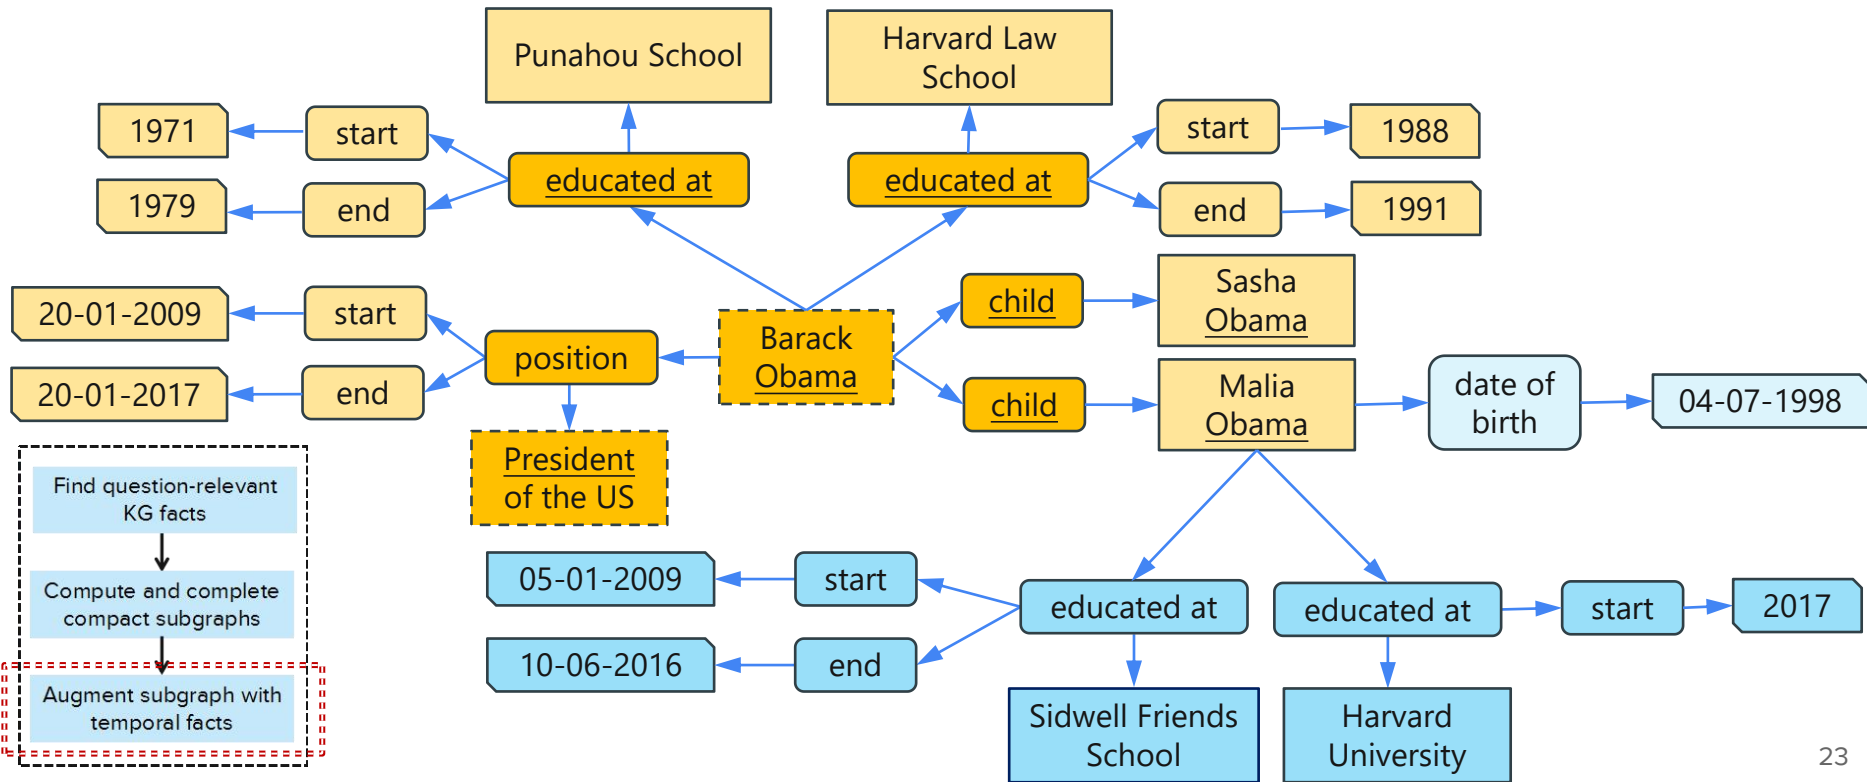 Punahou School
Harvard Law
School
1971
start
start
1988
educated at
educated at
1979
end
end
1991
20-01-2009
start
child
Sasha
Obama
position
Barack
Obama
20-01-2017
end
child
Malia
Obama
date of
birth
04-07-1998
President
of the US
Find question-relevant
KG facts
Compute and complete
compact subgraphs
Augment subgraph with
temporal facts
05-01-2009
start
educated at
educated at
start
2017
10-06-2016
end
Sidwell Friends
School
Harvard
University
23